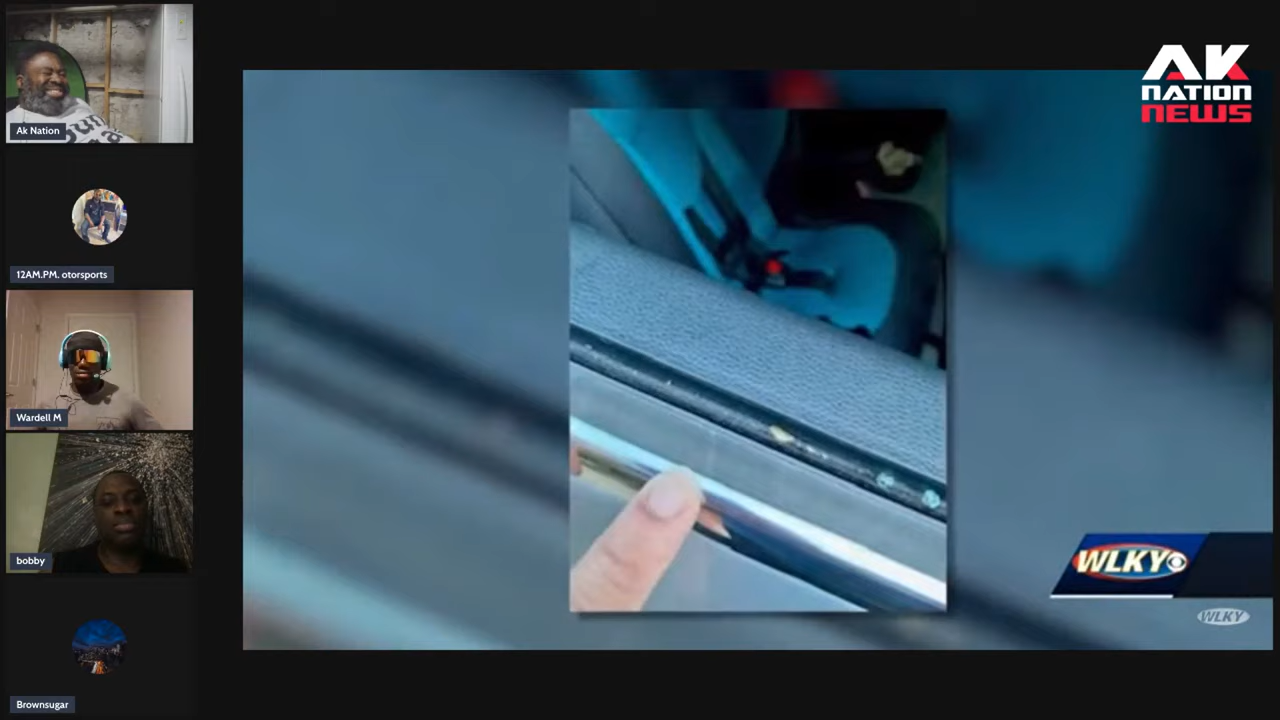 Ak Nation
12AM.PM. otorsports
Wardell M
bobby
Brownsugar
AK
NATION
NEWS
WLKY
WLKY